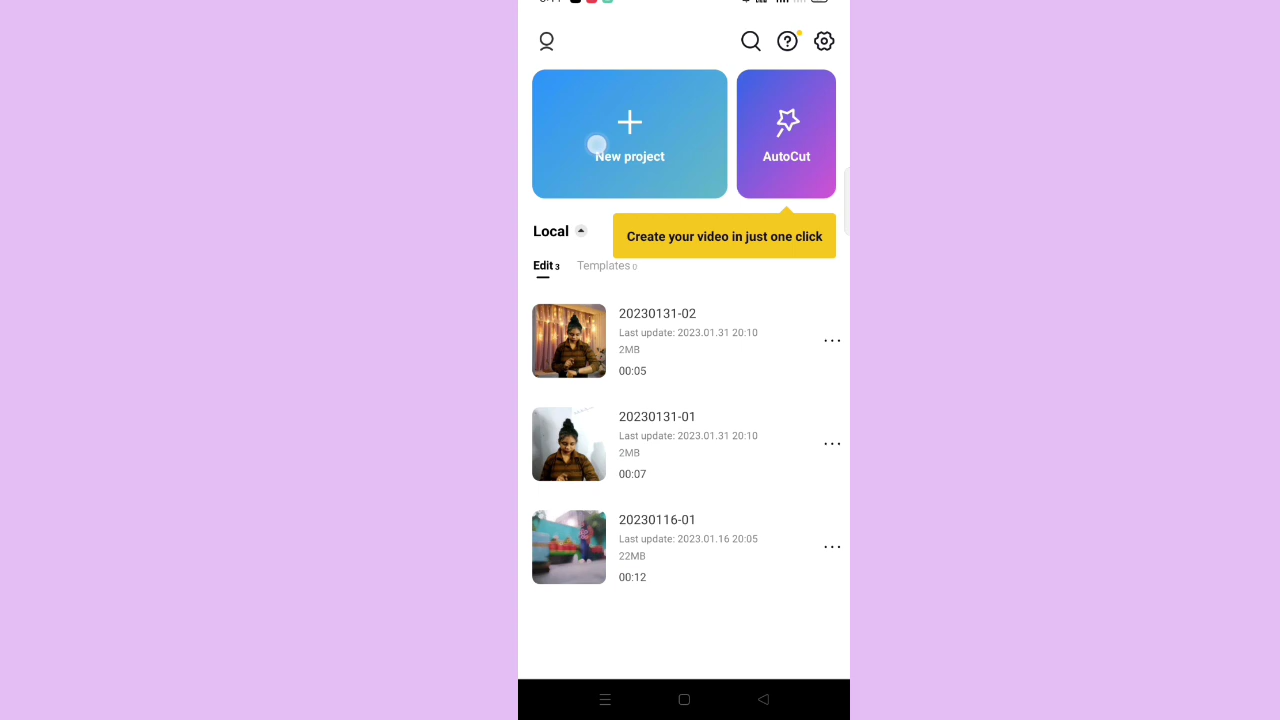 New project
AutoCut
Local
Create your video in just one click
Edit 3
Templates 0
20230131-02
Last update: 2023.01.31 20:10
2MB
00:05
20230131-01
Last update: 2023.01.31 20:10
2MB
00:07
20230116-01
Last update: 2023.01.16 20:05
22MB
00:12